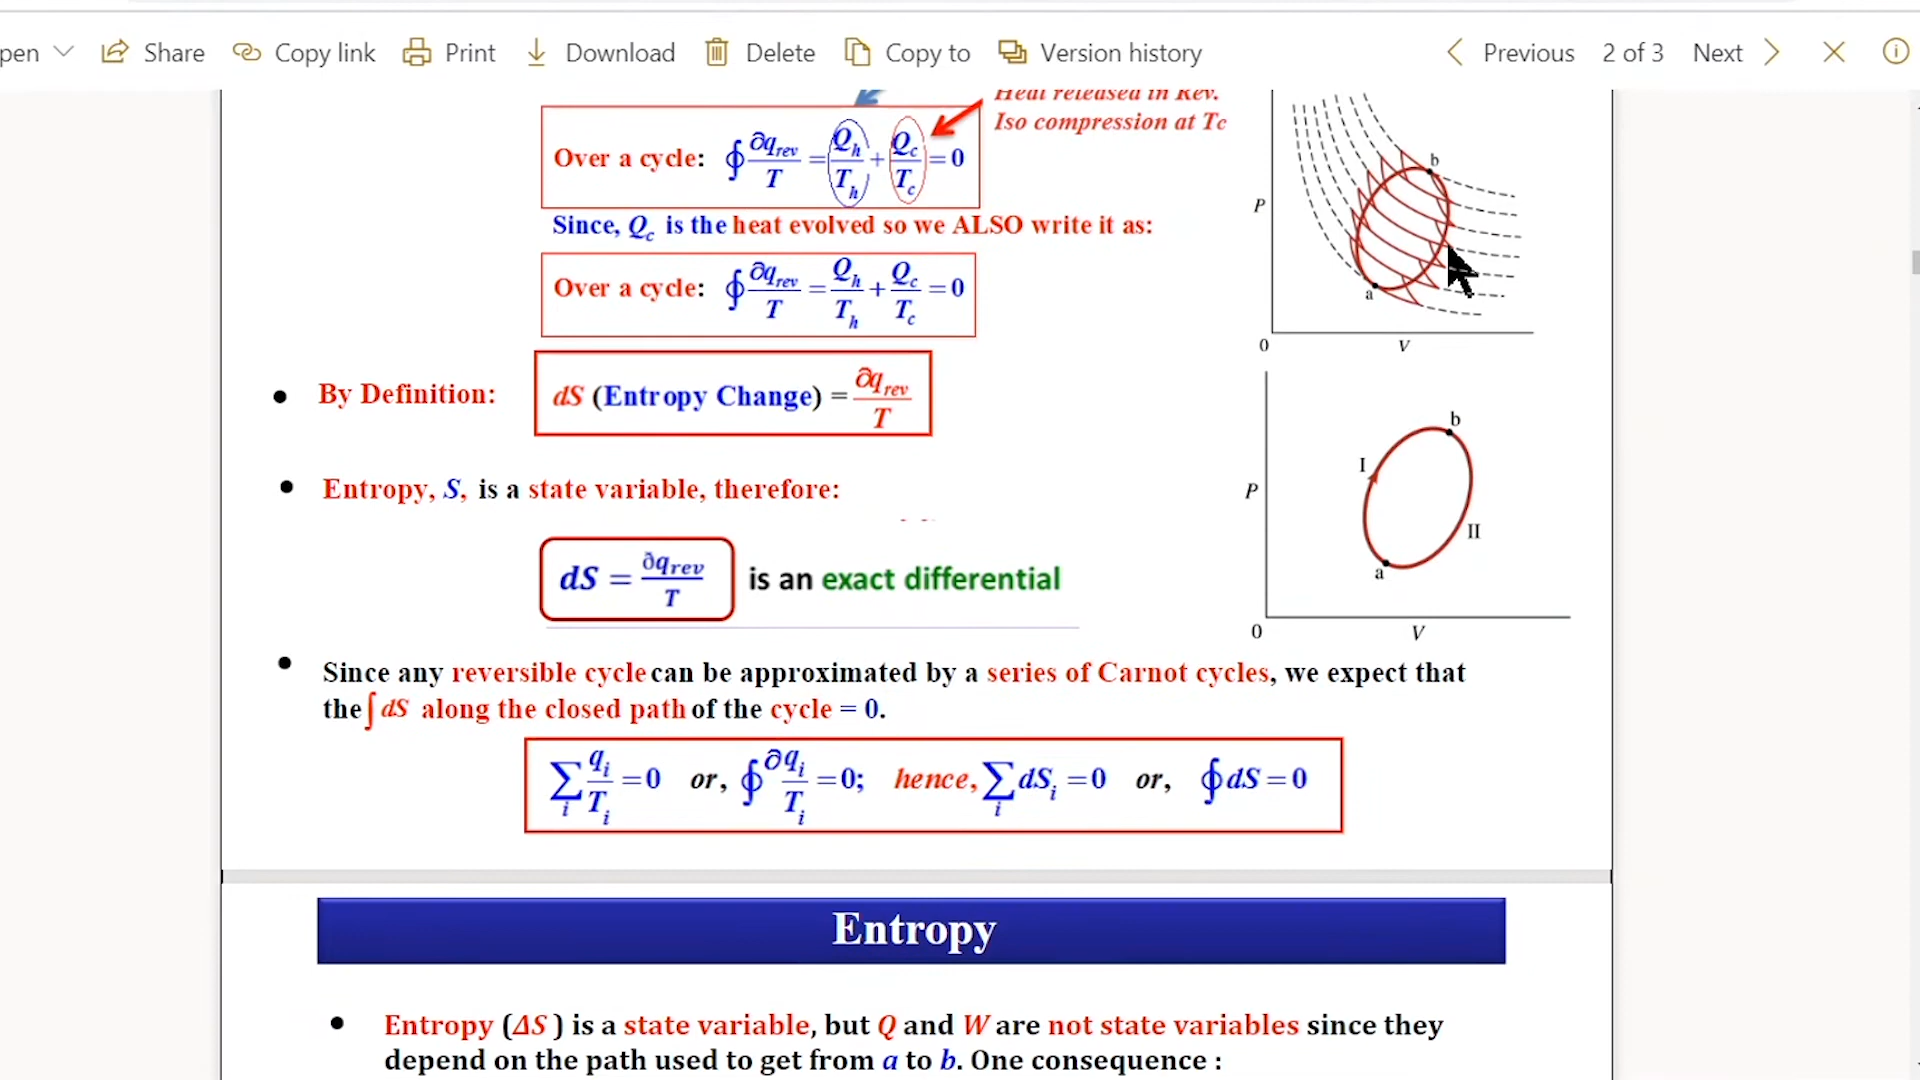 pen Share Copy link Print Download Delete Copy to Version history Previous 2 of 3 Next
Heat released in Rev.
Iso compression at Tc
Over a cycle: ∮ ∂q_rev / T = Q_h / T_h + Q_c / T_c = 0
Since, Q_c is the heat evolved so we ALSO write it as:
Over a cycle: ∮ ∂q_rev / T = Q_h / T_h + Q_c / T_c = 0
P
b
a
0
V
• By Definition: dS (Entropy Change) = ∂q_rev / T
• Entropy, S, is a state variable, therefore:
dS = ðq_rev / T is an exact differential
b
I
P
II
a
0
V
• Since any reversible cycle can be approximated by a series of Carnot cycles, we expect that
the ∫ dS along the closed path of the cycle = 0.
∑_i q_i / T_i = 0 or, ∮ ∂q_i / T_i = 0; hence, ∑_i dS_i = 0 or, ∮ dS = 0
Entropy
• Entropy (ΔS ) is a state variable, but Q and W are not state variables since they
depend on the path used to get from a to b. One consequence :